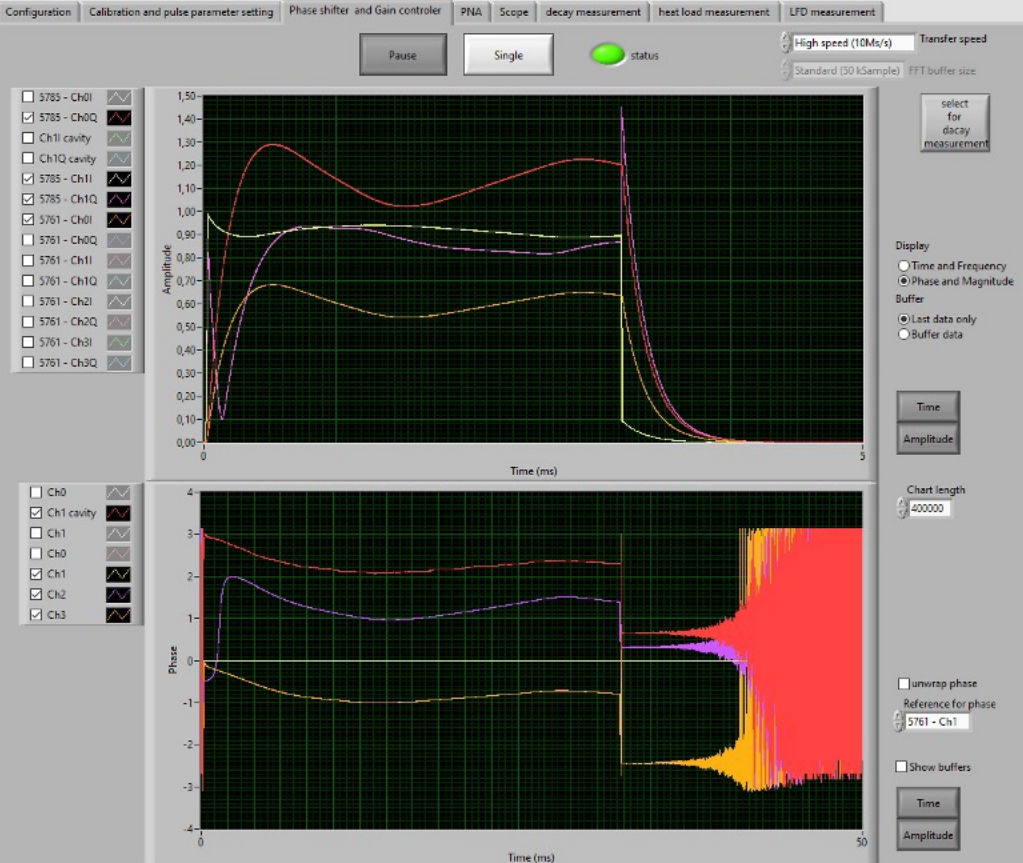 Configuration
Calibration and pulse parameter setting
Phase shifter and Gain controler
PNA
Scope
decay measurement
heat load measurement
LFD measurement
Pause
Single
status
High speed (10Ms/s)
Transfer speed
Standard (50 kSample)
FFT buffer size
select
for
dacay
measurement
5785 - Ch0I
5785 - Ch0Q
Ch1I cavity
Ch1Q cavity
5785 - Ch1I
5785 - Ch1Q
5761 - Ch0I
5761 - Ch0Q
5761 - Ch1I
5761 - Ch1Q
5761 - Ch2I
5761 - Ch2Q
5761 - Ch3I
5761 - Ch3Q
Amplitude
1,50
1,40
1,30
1,20
1,10
1,00
0,90
0,80
0,70
0,60
0,50
0,40
0,30
0,20
0,10
0,00
0
5
Time (ms)
Display
Time and Frequency
Phase and Magnitude
Buffer
Last data only
Buffer data
Time
Amplitude
Chart length
400000
Ch0
Ch1 cavity
Ch1
Ch0
Ch1
Ch2
Ch3
Phase
4
3
2
1
0
-1
-2
-3
-4
0
50
Time (ms)
unwrap phase
Reference for phase
5761 - Ch1
Show buffers
Time
Amplitude